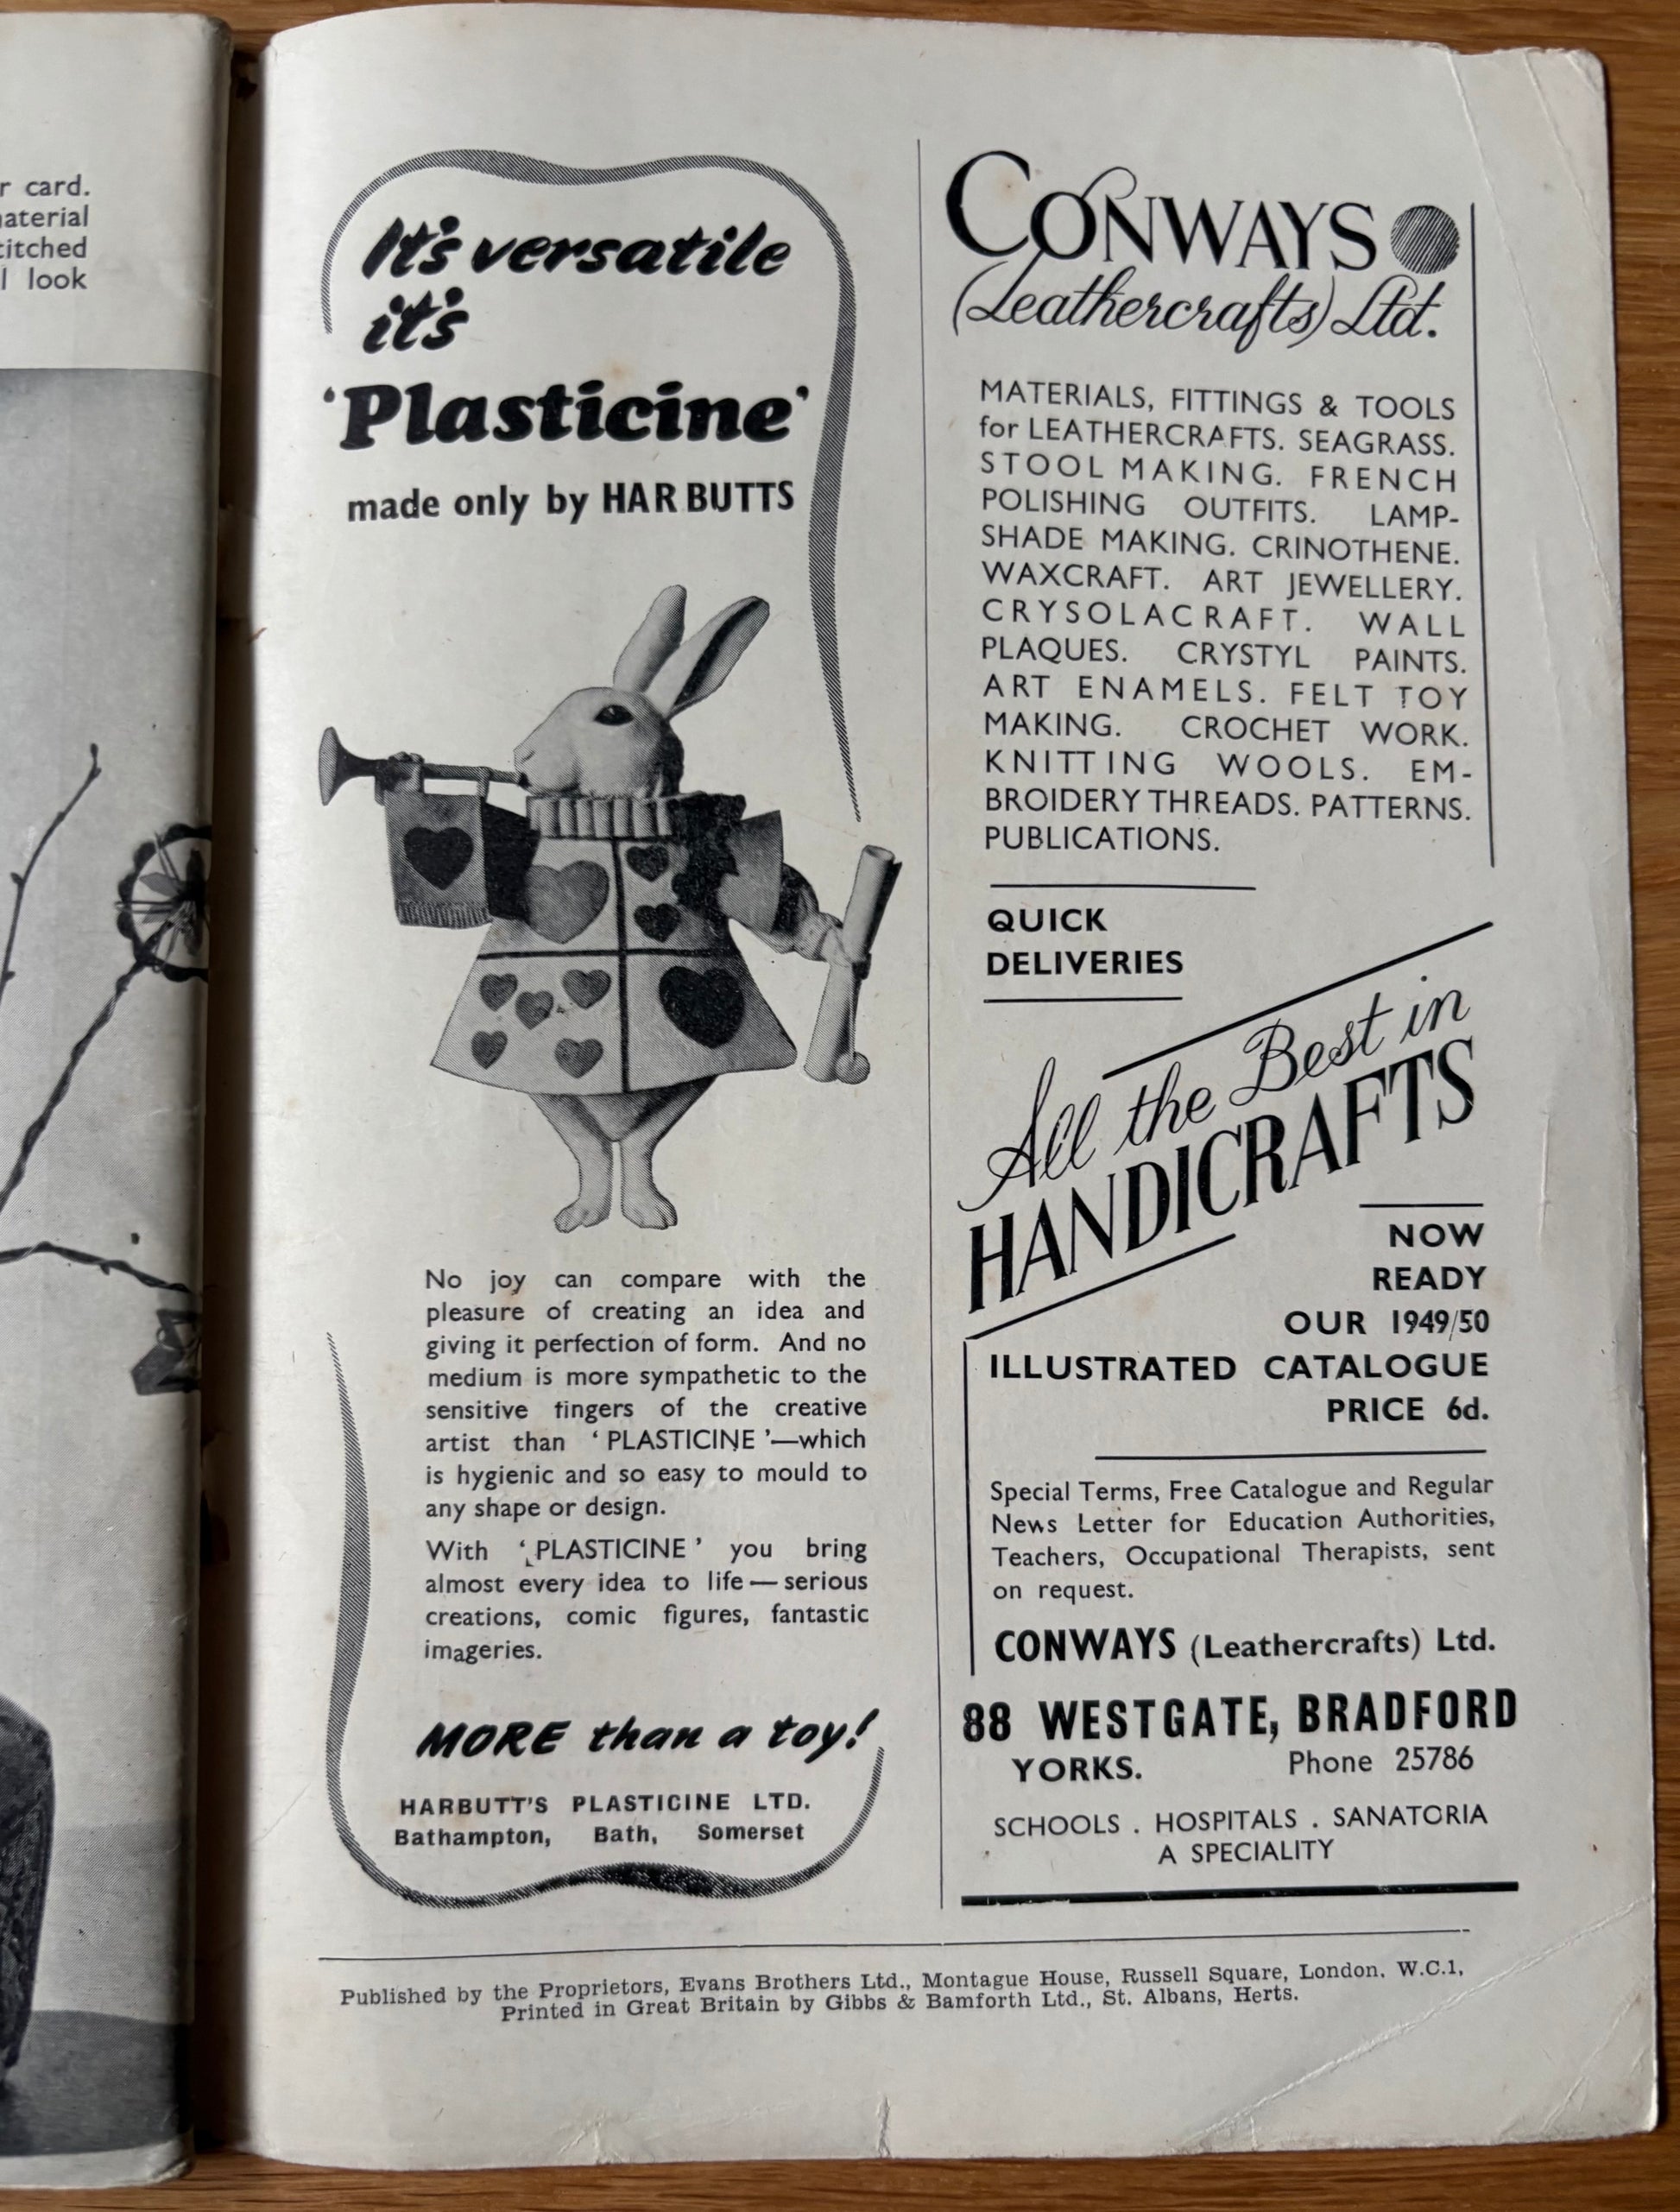 r card.
aterial
titched
l look
It's versatile
it's
'Plasticine'
made only by HARBUTTS
No joy can compare with the
pleasure of creating an idea and
giving it perfection of form. And no
medium is more sympathetic to the
sensitive fingers of the creative
artist than ' PLASTICINE '—which
is hygienic and so easy to mould to
any shape or design.
With ' PLASTICINE ' you bring
almost every idea to life — serious
creations, comic figures, fantastic
imageries.
MORE than a toy!
HARBUTT'S PLASTICINE LTD.
Bathampton, Bath, Somerset
CONWAYS
(Leathercrafts) Ltd.
MATERIALS, FITTINGS & TOOLS
for LEATHERCRAFTS. SEAGRASS.
STOOL MAKING. FRENCH
POLISHING OUTFITS. LAMP-
SHADE MAKING. CRINOTHENE.
WAXCRAFT. ART JEWELLERY.
CRYSOLACRAFT. WALL
PLAQUES. CRYSTYL PAINTS.
ART ENAMELS. FELT TOY
MAKING. CROCHET WORK.
KNITTING WOOLS. EM-
BROIDERY THREADS. PATTERNS.
PUBLICATIONS.
QUICK
DELIVERIES
All the Best in
HANDICRAFTS
NOW
READY
OUR 1949/50
ILLUSTRATED CATALOGUE
PRICE 6d.
Special Terms, Free Catalogue and Regular
News Letter for Education Authorities,
Teachers, Occupational Therapists, sent
on request.
CONWAYS (Leathercrafts) Ltd.
88 WESTGATE, BRADFORD
YORKS. Phone 25786
SCHOOLS . HOSPITALS . SANATORIA
A SPECIALITY
Published by the Proprietors, Evans Brothers Ltd., Montague House, Russell Square, London, W.C.1,
Printed in Great Britain by Gibbs & Bamforth Ltd., St. Albans, Herts.